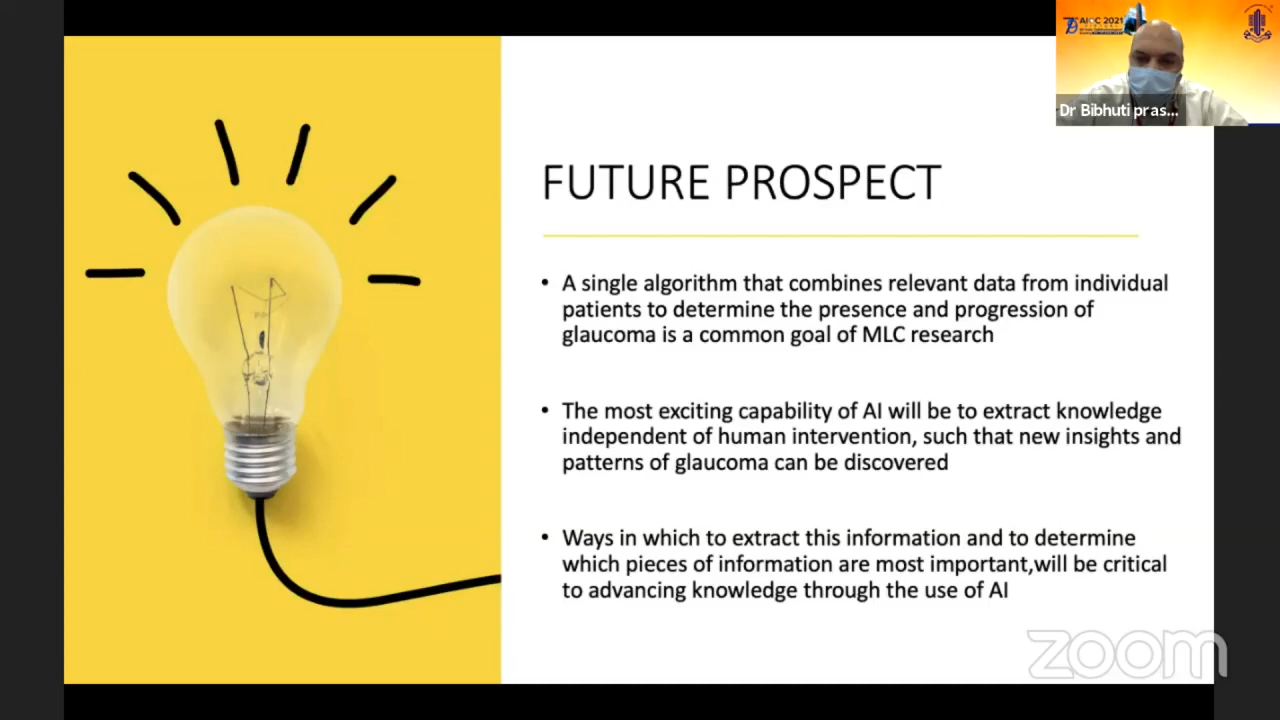 AIOC 2021
Dr Bibhuti pras...
FUTURE PROSPECT
• A single algorithm that combines relevant data from individual
patients to determine the presence and progression of
glaucoma is a common goal of MLC research
• The most exciting capability of AI will be to extract knowledge
independent of human intervention, such that new insights and
patterns of glaucoma can be discovered
• Ways in which to extract this information and to determine
which pieces of information are most important,will be critical
to advancing knowledge through the use of AI
zoom